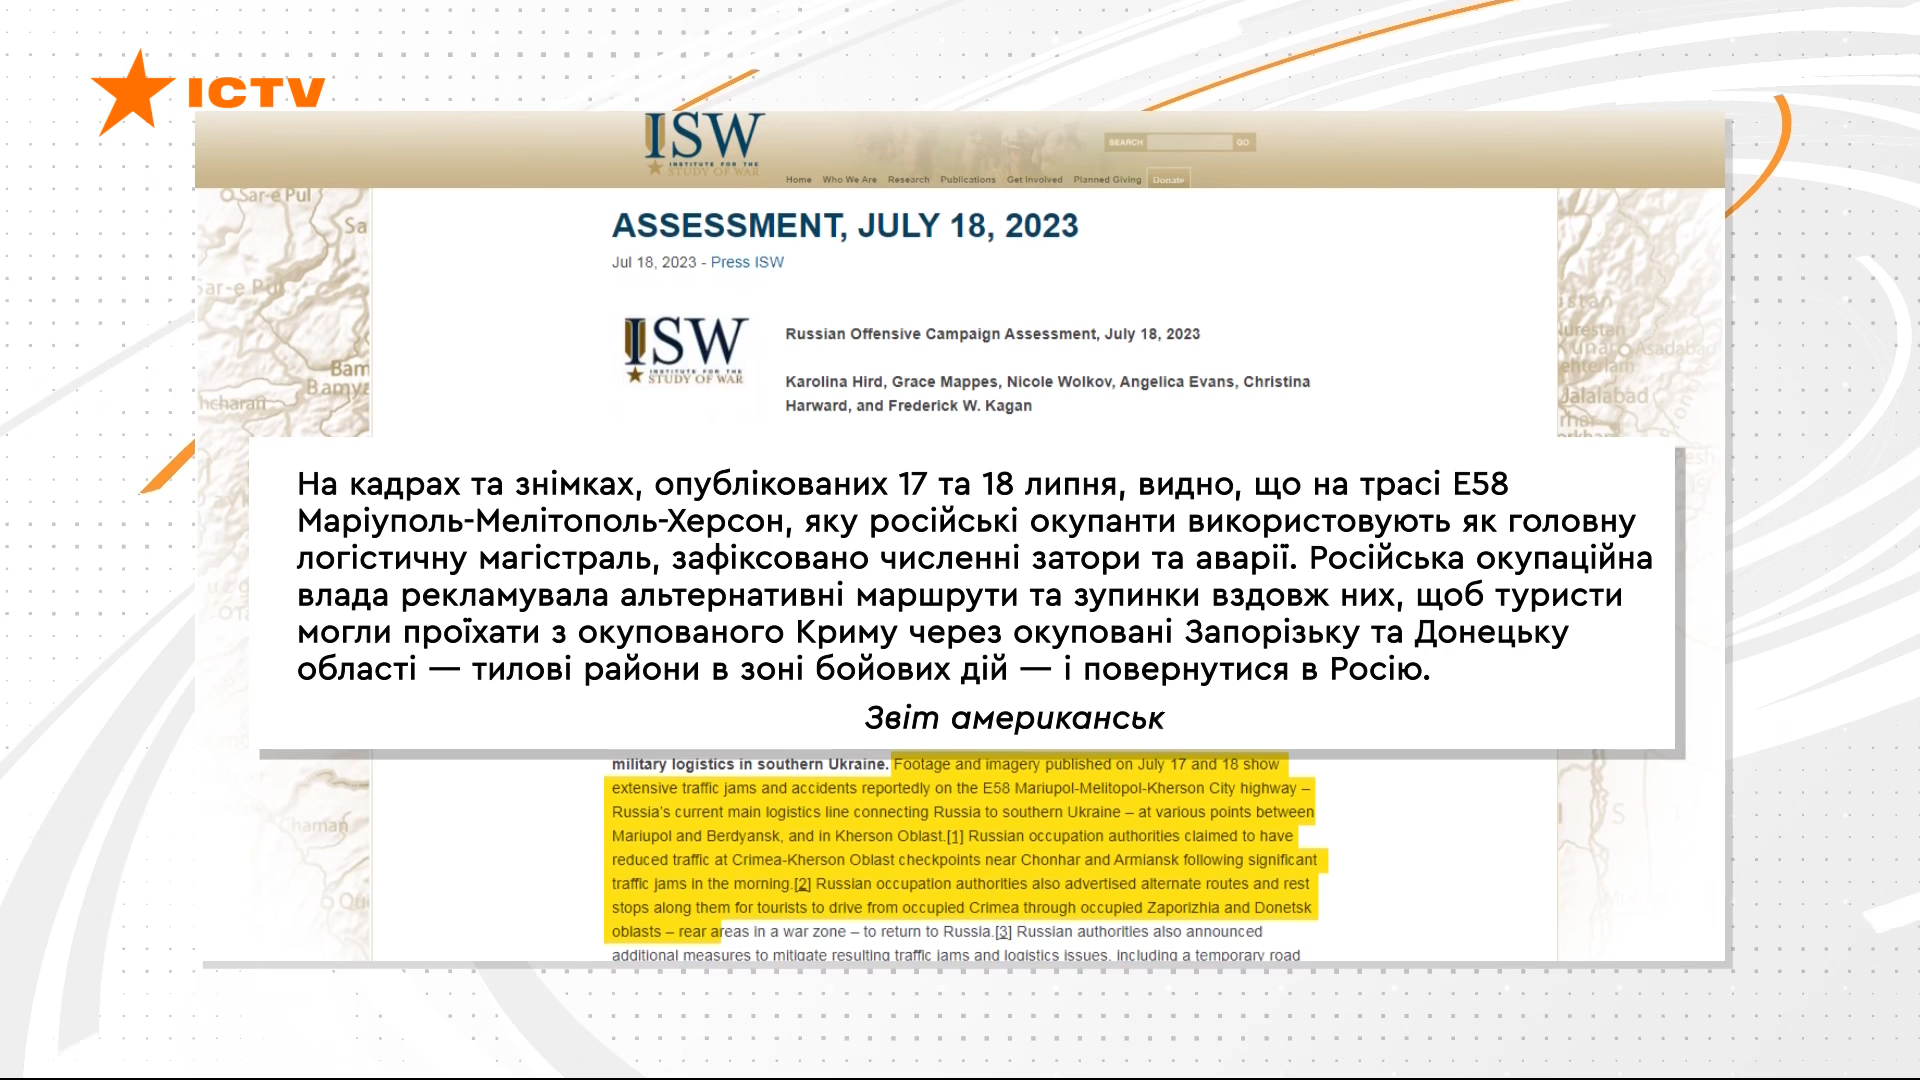 ICTV
ISW
INSTITUTE FOR THE
STUDY OF WAR
SEARCH GO
Home Who We Are Research Publications Get Involved Planned Giving Donate
ASSESSMENT, JULY 18, 2023
Jul 18, 2023 - Press ISW
ISW
INSTITUTE FOR THE
STUDY OF WAR
Russian Offensive Campaign Assessment, July 18, 2023
Karolina Hird, Grace Mappes, Nicole Wolkov, Angelica Evans, Christina
Harward, and Frederick W. Kagan
На кадрах та знімках, опублікованих 17 та 18 липня, видно, що на трасі Е58
Маріуполь-Мелітополь-Херсон, яку російські окупанти використовують як головну
логістичну магістраль, зафіксовано численні затори та аварії. Російська окупаційна
влада рекламувала альтернативні маршрути та зупинки вздовж них, щоб туристи
могли проїхати з окупованого Криму через окуповані Запорізьку та Донецьку
області — тилові райони в зоні бойових дій — і повернутися в Росію.
Звіт американськ
military logistics in southern Ukraine. Footage and imagery published on July 17 and 18 show
extensive traffic jams and accidents reportedly on the E58 Mariupol-Melitopol-Kherson City highway –
Russia's current main logistics line connecting Russia to southern Ukraine – at various points between
Mariupol and Berdyansk, and in Kherson Oblast.[1] Russian occupation authorities claimed to have
reduced traffic at Crimea-Kherson Oblast checkpoints near Chonhar and Armiansk following significant
traffic jams in the morning.[2] Russian occupation authorities also advertised alternate routes and rest
stops along them for tourists to drive from occupied Crimea through occupied Zaporizhia and Donetsk
oblasts – rear areas in a war zone – to return to Russia.[3] Russian authorities also announced
additional measures to mitigate resulting traffic jams and logistics issues, including a temporary road
Sar-e Pul
Bam
Bamya
hcharan
Chaman
Asadabad
Jalalabad